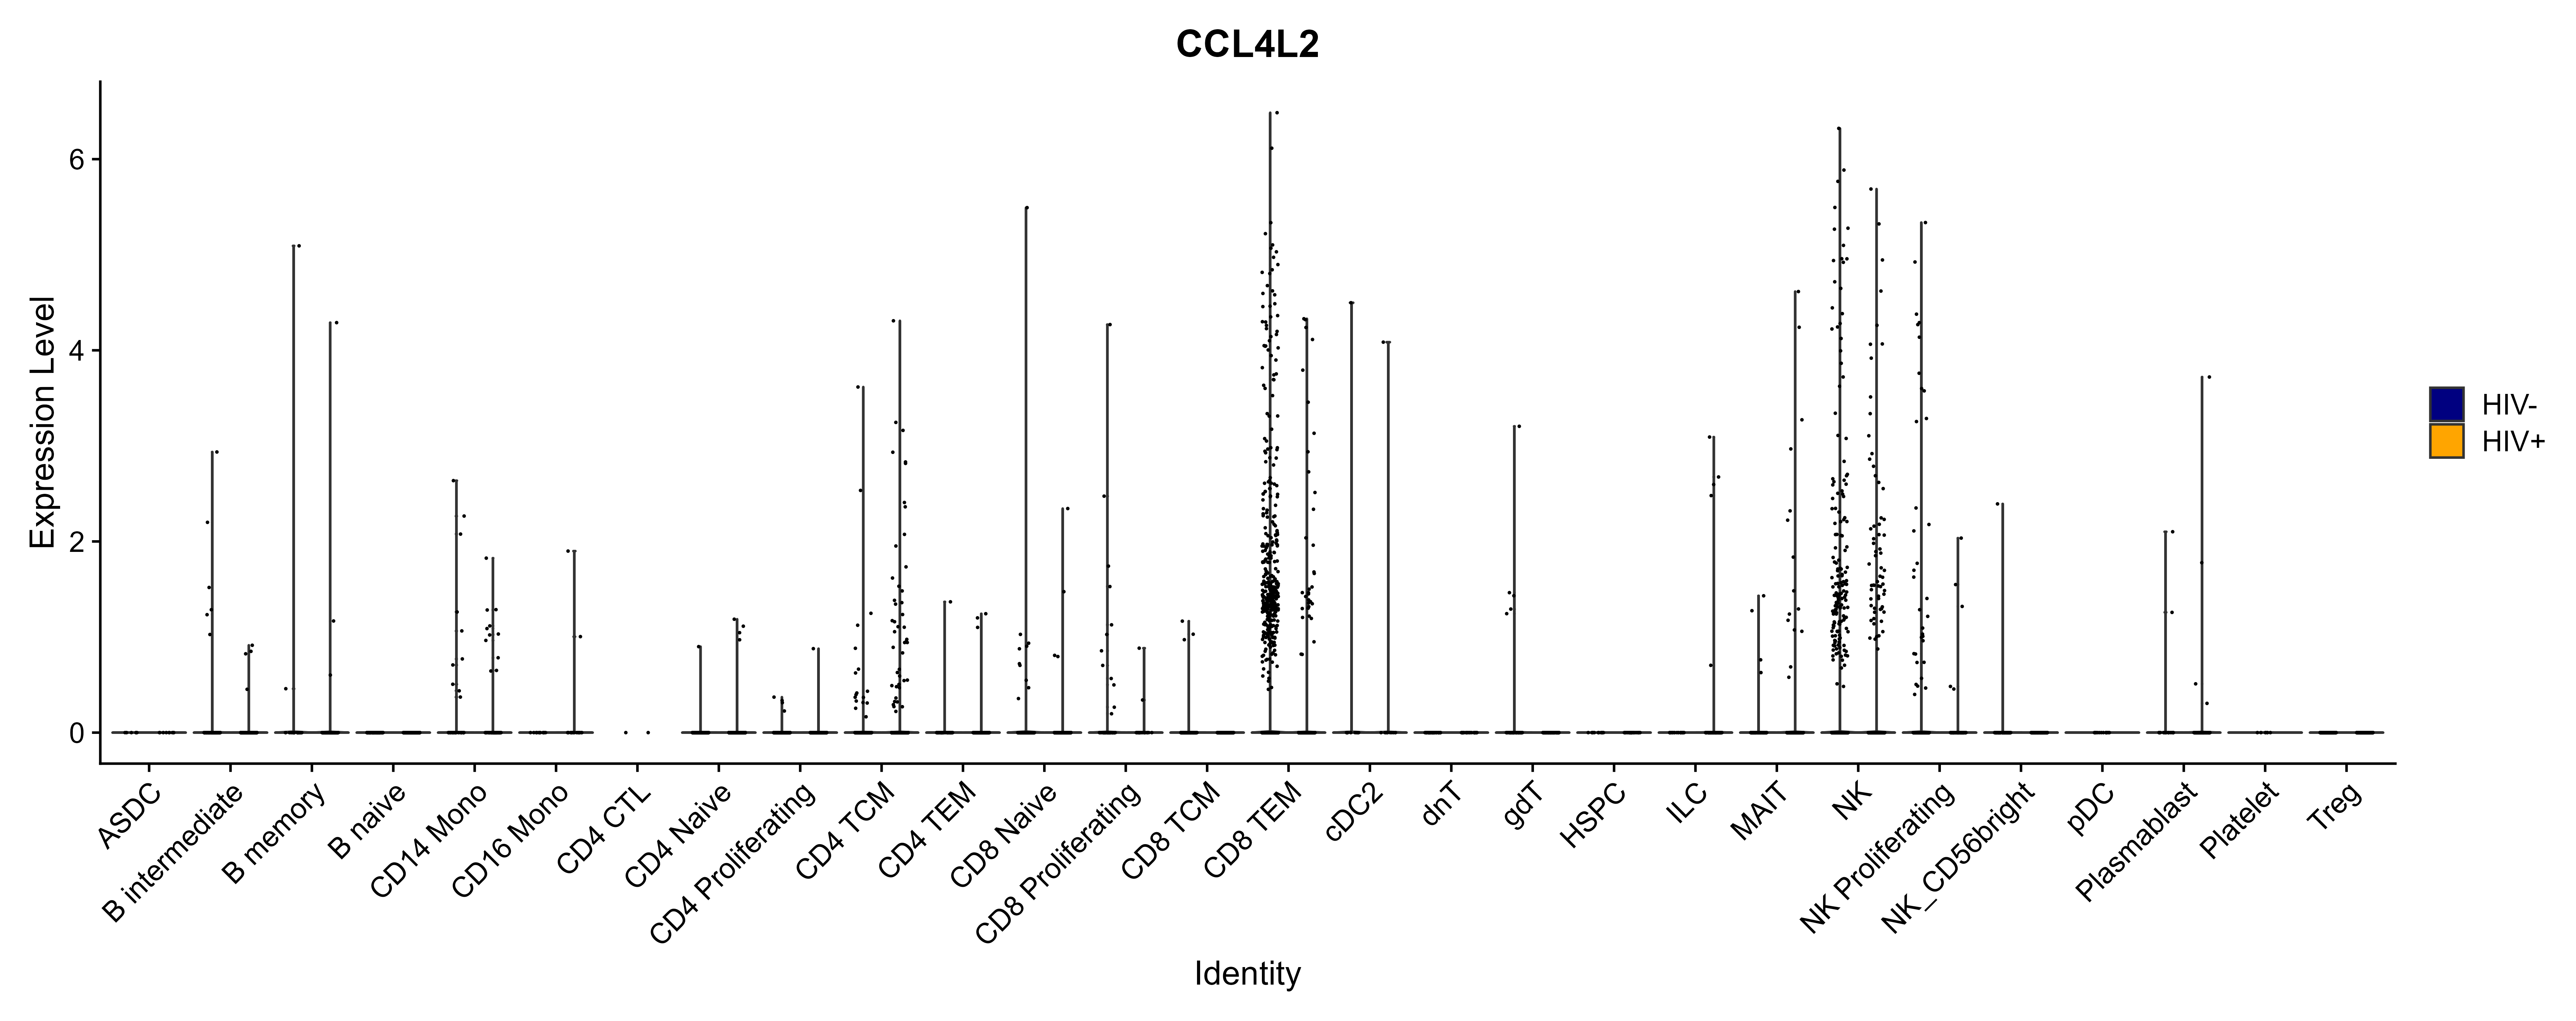 CCL4L2
Expression Level
6
4
2
0
HIV-
HIV+
ASDC
B intermediate
B memory
B naive
CD14 Mono
CD16 Mono
CD4 CTL
CD4 Naive
CD4 Proliferating
CD4 TCM
CD4 TEM
CD8 Naive
CD8 Proliferating
CD8 TCM
CD8 TEM
cDC2
dnT
gdT
HSPC
ILC
MAIT
NK
NK Proliferating
NK_CD56bright
pDC
Plasmablast
Platelet
Treg
Identity